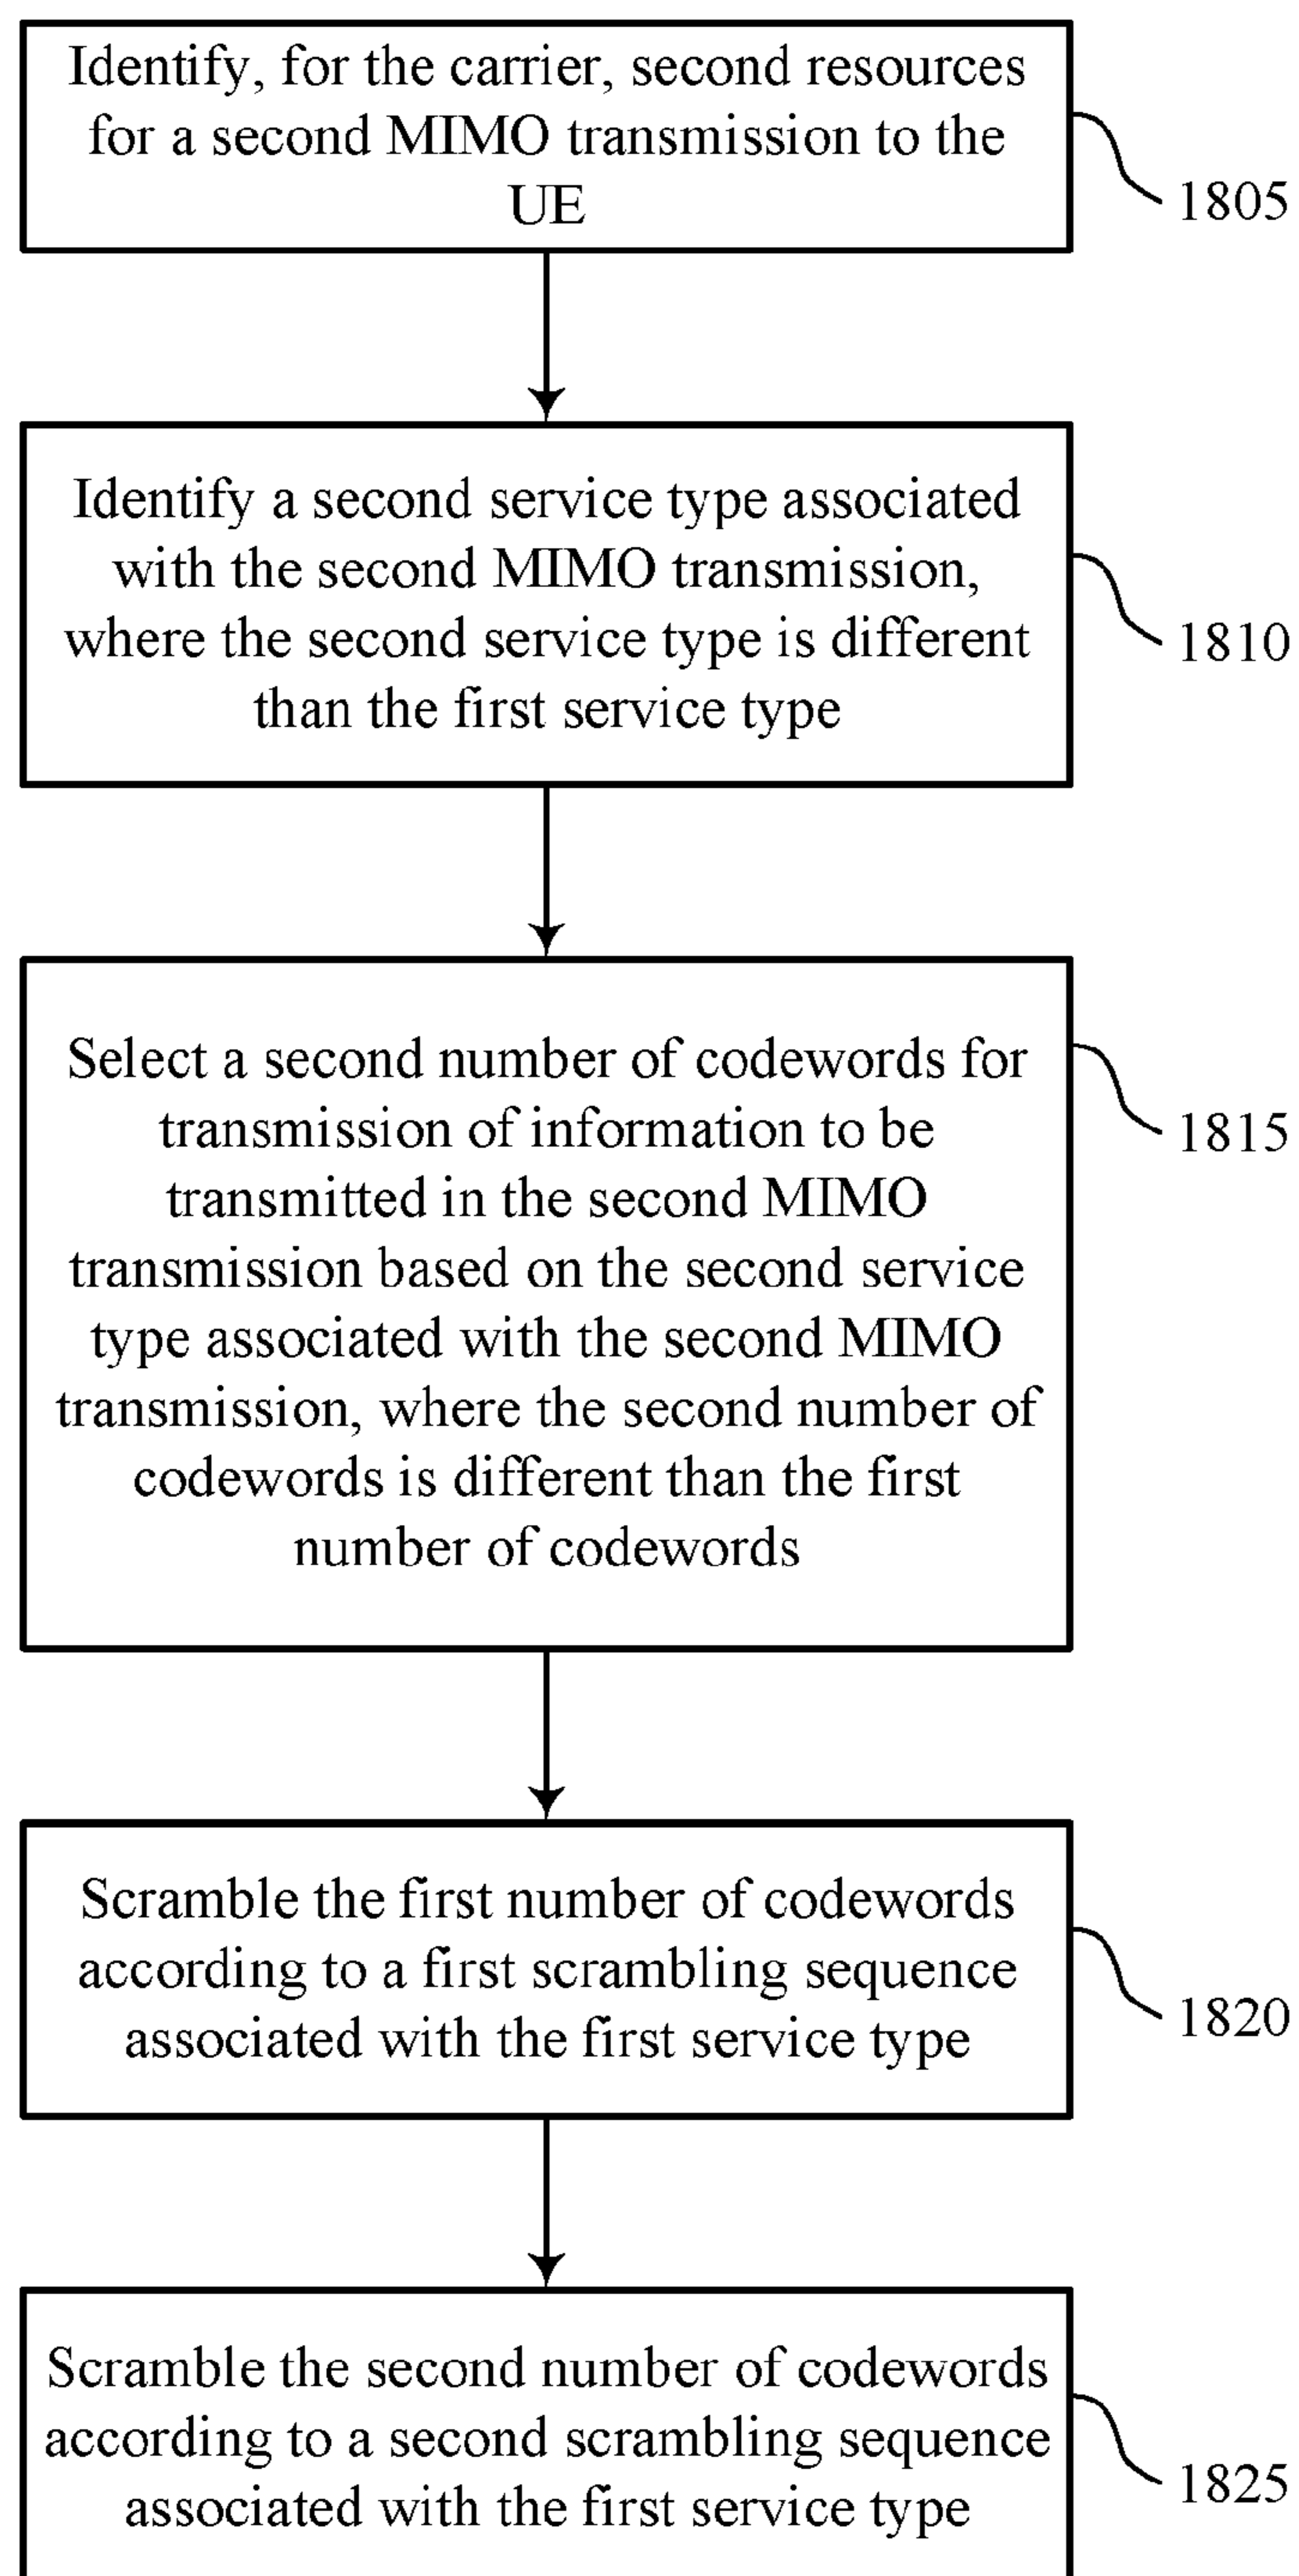 Identify, for the carrier, second resources
for a second MIMO transmission to the
UE
1805
Identify a second service type associated
with the second MIMO transmission,
where the second service type is different
than the first service type
1810
Select a second number of codewords for
transmission of information to be
transmitted in the second MIMO
transmission based on the second service
type associated with the second MIMO
transmission, where the second number of
codewords is different than the first
number of codewords
1815
Scramble the first number of codewords
according to a first scrambling sequence
associated with the first service type
1820
Scramble the second number of codewords
according to a second scrambling sequence
associated with the first service type
1825